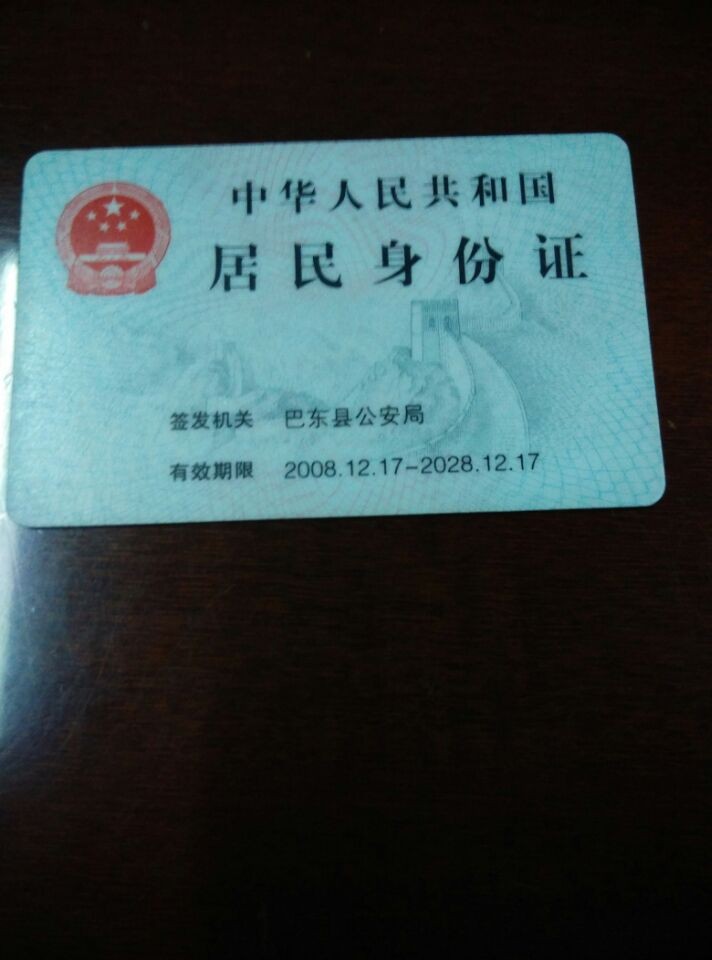 中华人民共和国
居民身份证
签发机关 巴东县公安局
有效期限 2008.12.17-2028.12.17